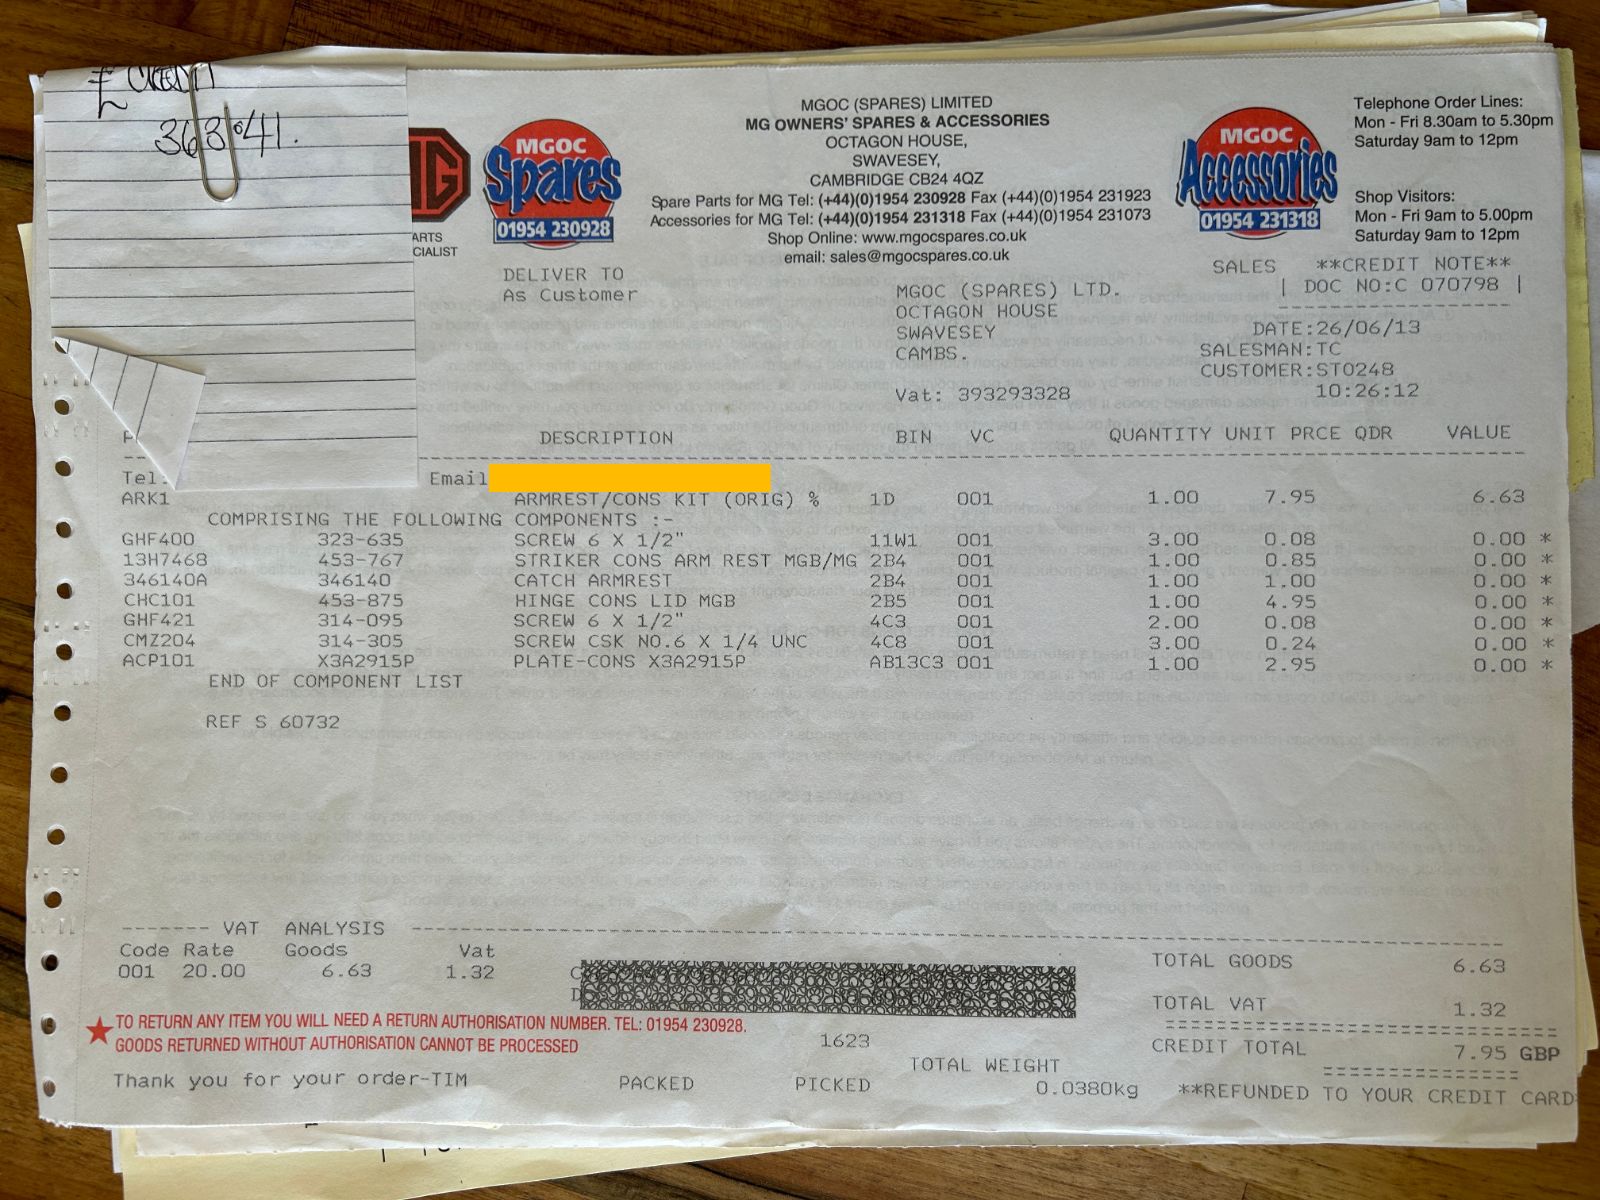 £ CREDIT
368.41.
MG
ARTS
CIALIST
MGOC
Spares
01954 230928
MGOC (SPARES) LIMITED
MG OWNERS' SPARES & ACCESSORIES
OCTAGON HOUSE,
SWAVESEY,
CAMBRIDGE CB24 4QZ
Spare Parts for MG Tel: (+44)(0)1954 230928 Fax (+44)(0)1954 231923
Accessories for MG Tel: (+44)(0)1954 231318 Fax (+44)(0)1954 231073
Shop Online: www.mgocspares.co.uk
email: sales@mgocspares.co.uk
MGOC
Accessories
01954 231318
Telephone Order Lines:
Mon - Fri 8.30am to 5.30pm
Saturday 9am to 12pm
Shop Visitors:
Mon - Fri 9am to 5.00pm
Saturday 9am to 12pm
DELIVER TO
As Customer
MGOC (SPARES) LTD.
OCTAGON HOUSE
SWAVESEY
CAMBS.
Vat: 393293328
SALES **CREDIT NOTE**
| DOC NO:C 070798 |
DATE:26/06/13
SALESMAN:TC
CUSTOMER:ST0248
10:26:12
P DESCRIPTION BIN VC QUANTITY UNIT PRCE QDR VALUE
Tel: Email
ARK1 ARMREST/CONS KIT (ORIG) % 1D 001 1.00 7.95 6.63
COMPRISING THE FOLLOWING COMPONENTS :-
GHF400 323-635 SCREW 6 X 1/2" 11W1 001 3.00 0.08 0.00 *
13H7468 453-767 STRIKER CONS ARM REST MGB/MG 2B4 001 1.00 0.85 0.00 *
346140A 346140 CATCH ARMREST 2B4 001 1.00 1.00 0.00 *
CHC101 453-875 HINGE CONS LID MGB 2B5 001 1.00 4.95 0.00 *
GHF421 314-095 SCREW 6 X 1/2" 4C3 001 2.00 0.08 0.00 *
CMZ204 314-305 SCREW CSK NO.6 X 1/4 UNC 4C8 001 3.00 0.24 0.00 *
ACP101 X3A2915P PLATE-CONS X3A2915P AB13C3 001 1.00 2.95 0.00 *
END OF COMPONENT LIST
REF S 60732
------- VAT ANALYSIS
Code Rate Goods Vat
001 20.00 6.63 1.32
TOTAL GOODS 6.63
TOTAL VAT 1.32
CREDIT TOTAL 7.95 GBP
★ TO RETURN ANY ITEM YOU WILL NEED A RETURN AUTHORISATION NUMBER. TEL: 01954 230928.
GOODS RETURNED WITHOUT AUTHORISATION CANNOT BE PROCESSED
1623
TOTAL WEIGHT
Thank you for your order-TIM PACKED PICKED 0.0380kg **REFUNDED TO YOUR CREDIT CARD